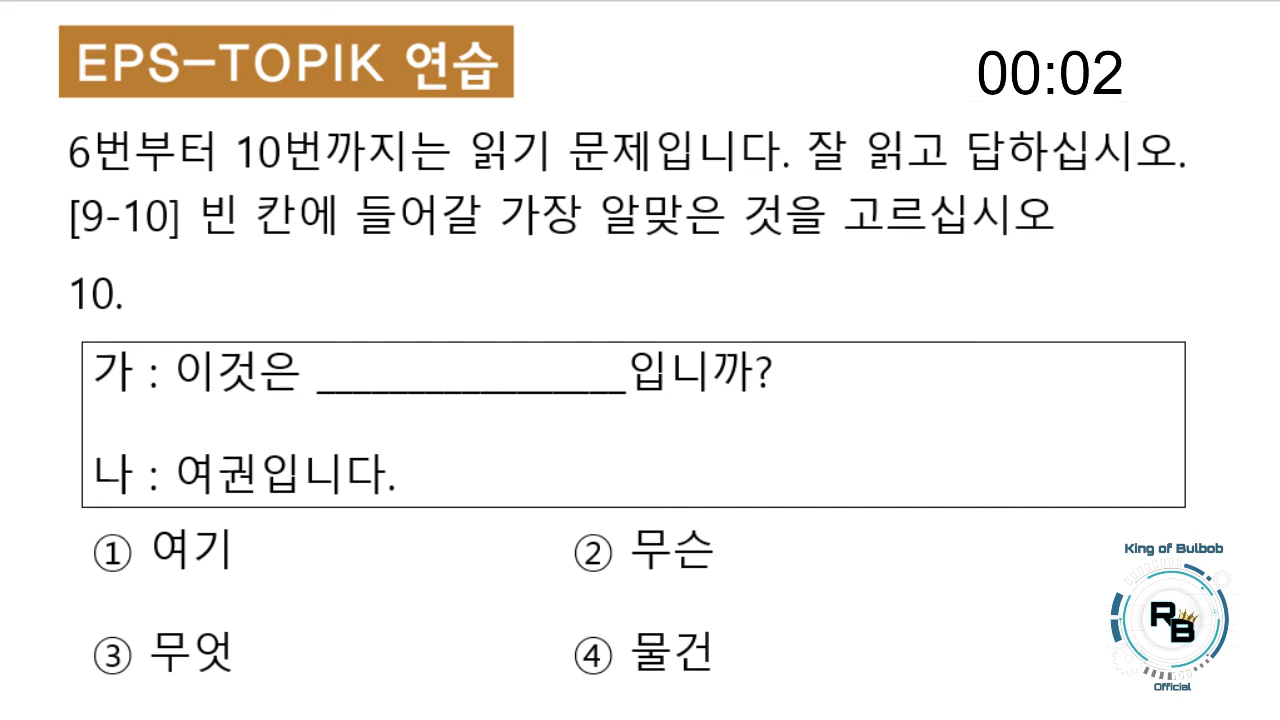 EPS-TOPIK 연습
00:02
6번부터 10번까지는 읽기 문제입니다. 잘 읽고 답하십시오.
[9-10] 빈 칸에 들어갈 가장 알맞은 것을 고르십시오
10.
가 : 이것은 ________________입니까?
나 : 여권입니다.
① 여기 ② 무슨
③ 무엇 ④ 물건
King of Bulbob
RB
Official